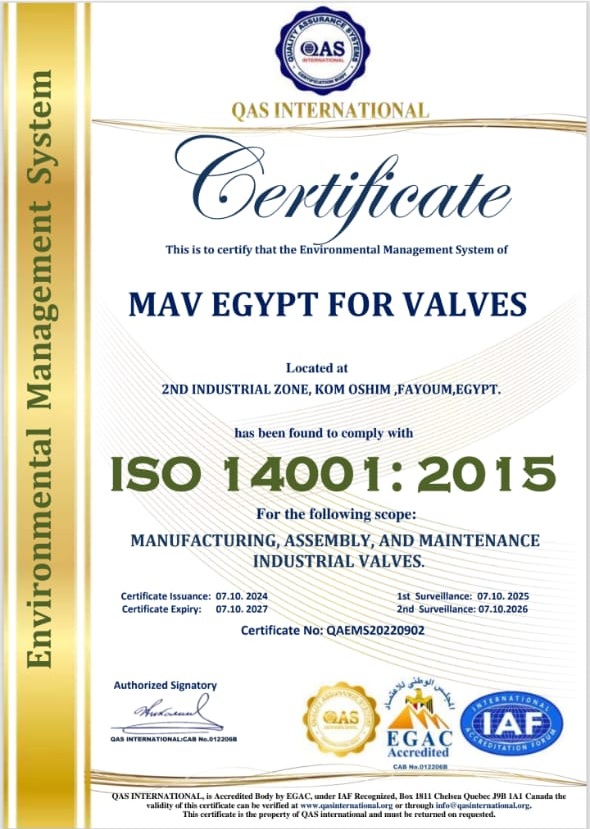 QUALITY ASSURANCE SYSTEMS
QAS
INTERNATIONAL
CERTIFICATION BODY
QAS INTERNATIONAL
Certificate
This is to certify that the Environmental Management System of
MAV EGYPT FOR VALVES
Located at
2ND INDUSTRIAL ZONE, KOM OSHIM ,FAYOUM,EGYPT.
has been found to comply with
ISO 14001: 2015
For the following scope:
MANUFACTURING, ASSEMBLY, AND MAINTENANCE
INDUSTRIAL VALVES.
Certificate Issuance: 07.10. 2024
1st Surveillance: 07.10. 2025
Certificate Expiry: 07.10. 2027
2nd Surveillance: 07.10.2026
Certificate No: QAEMS20220902
Environmental Management System
Authorized Signatory
QAS INTERNATIONAL:CAB No.012206B
QAS
المجلس الوطني للاعتماد
EGAC
Accredited
CAB No.012206B
INTERNATIONAL
IAF
ACCREDITATION FORUM
QAS INTERNATIONAL, is Accredited Body by EGAC, under IAF Recognized, Box 1811 Chelsea Quebec J9B 1A1 Canada the
validity of this certificate can be verified at www.qasinternational.org or through info@qasinternational.org.
This certificate is the property of QAS international and must be returned on requested.